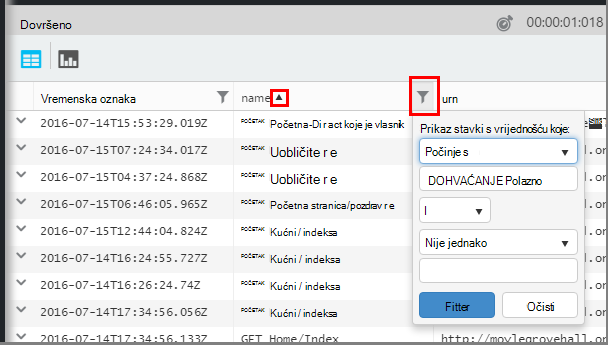 Dovršeno 00:00:01:018
Vremenska oznaka name urn
2016-07-14T15:53:29.019Z POČETAK Početna-Di ract koje je vlasnik
2016-07-15T07:24:34.017Z POČETAK Uobličite r e
2016-07-15T04:37:24.868Z POČETAK Uobličite r e
2016-07-15T06:46:05.965Z POČETAK Početna stranica/pozdrav r e
2016-07-15T12:44:04.824Z POČETAK Kućni / indeksa
2016-07-14T16:24:55.727Z POČETAK Kućni / indeksa
2016-07-14T16:26:24.74Z POČETAK Kućni / indeksa
2016-07-14T17:34:56.056Z POČETAK Kućni / indeksa
2016-07-14T17:34:56.133Z GET Home/Index http://moylegrovehall.or
Prikaz stavki s vrijednošću koje:
Počinje s
DOHVAĆANJE Polazno
I
Nije jednako
Fitter Očisti